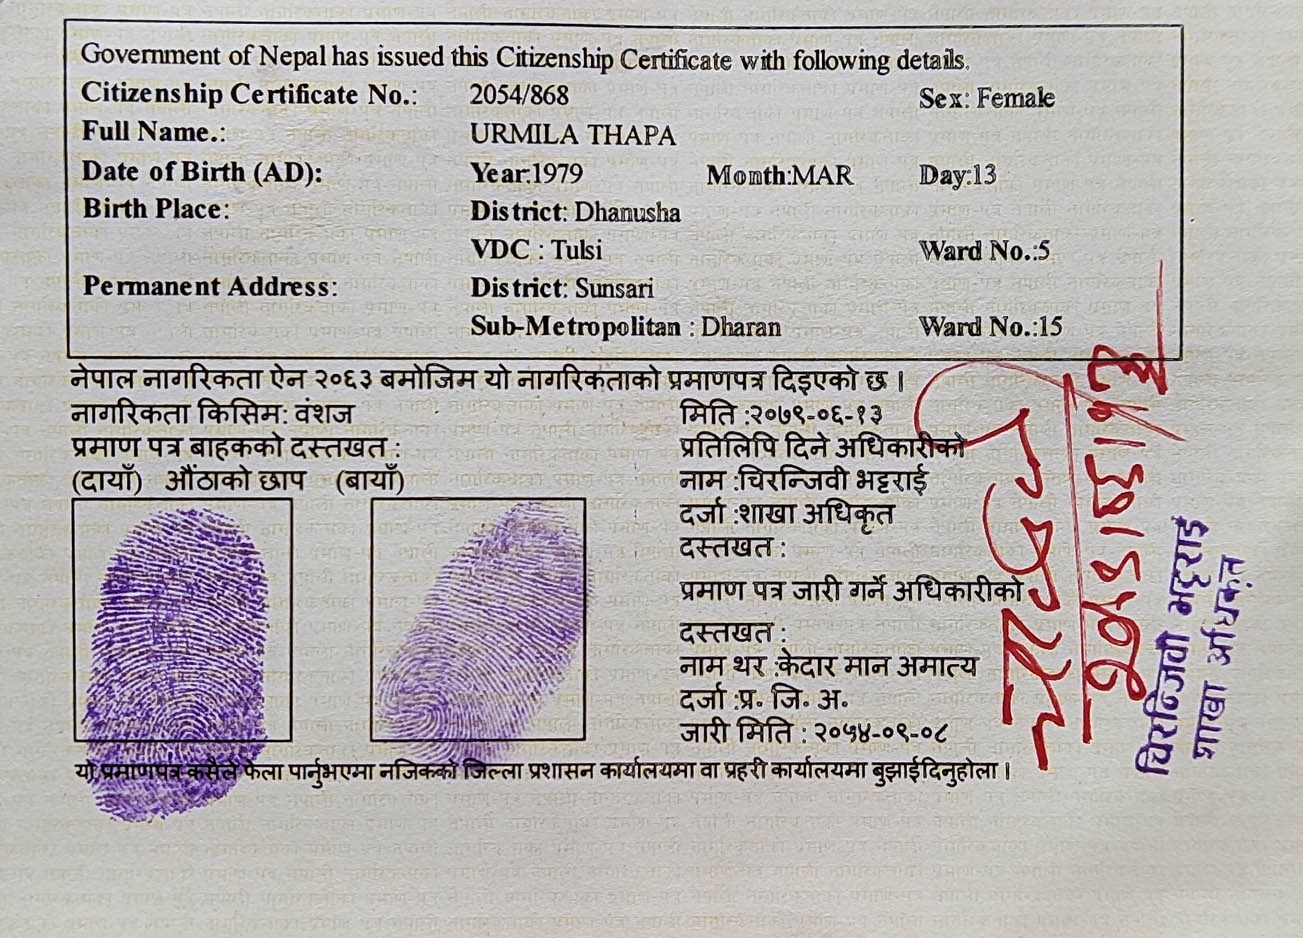 Government of Nepal has issued this Citizenship Certificate with following details.
Citizenship Certificate No.: 2054/868 Sex: Female
Full Name.: URMILA THAPA
Date of Birth (AD): Year:1979 Month:MAR Day:13
Birth Place: District: Dhanusha
VDC : Tulsi Ward No.:5
Permanent Address: District: Sunsari
Sub-Metropolitan : Dharan Ward No.:15
नेपाल नागरिकता ऐन २०६३ बमोजिम यो नागरिकताको प्रमाणपत्र दिइएको छ ।
नागरिकता किसिम: वंशज मिति :२०७९-०६-१३
प्रमाण पत्र बाहकको दस्तखत : प्रतिलिपि दिने अधिकारीको
(दायाँ) औंठाको छाप (बायाँ) नाम :चिरन्जिवी भट्टराई
दर्जा :शाखा अधिकृत
दस्तखत :
प्रमाण पत्र जारी गर्ने अधिकारीको
दस्तखत :
नाम थर :केदार मान अमात्य
दर्जा :प्र॰ जि॰ अ॰
जारी मिति : २०५४-०९-०८
यो प्रमाणपत्र कसैले फेला पार्नुभएमा नजिकको जिल्ला प्रशासन कार्यालयमा वा प्रहरी कार्यालयमा बुझाईदिनुहोला ।
चिरन्जिवी भट्टराई
शाखा अधिकृत